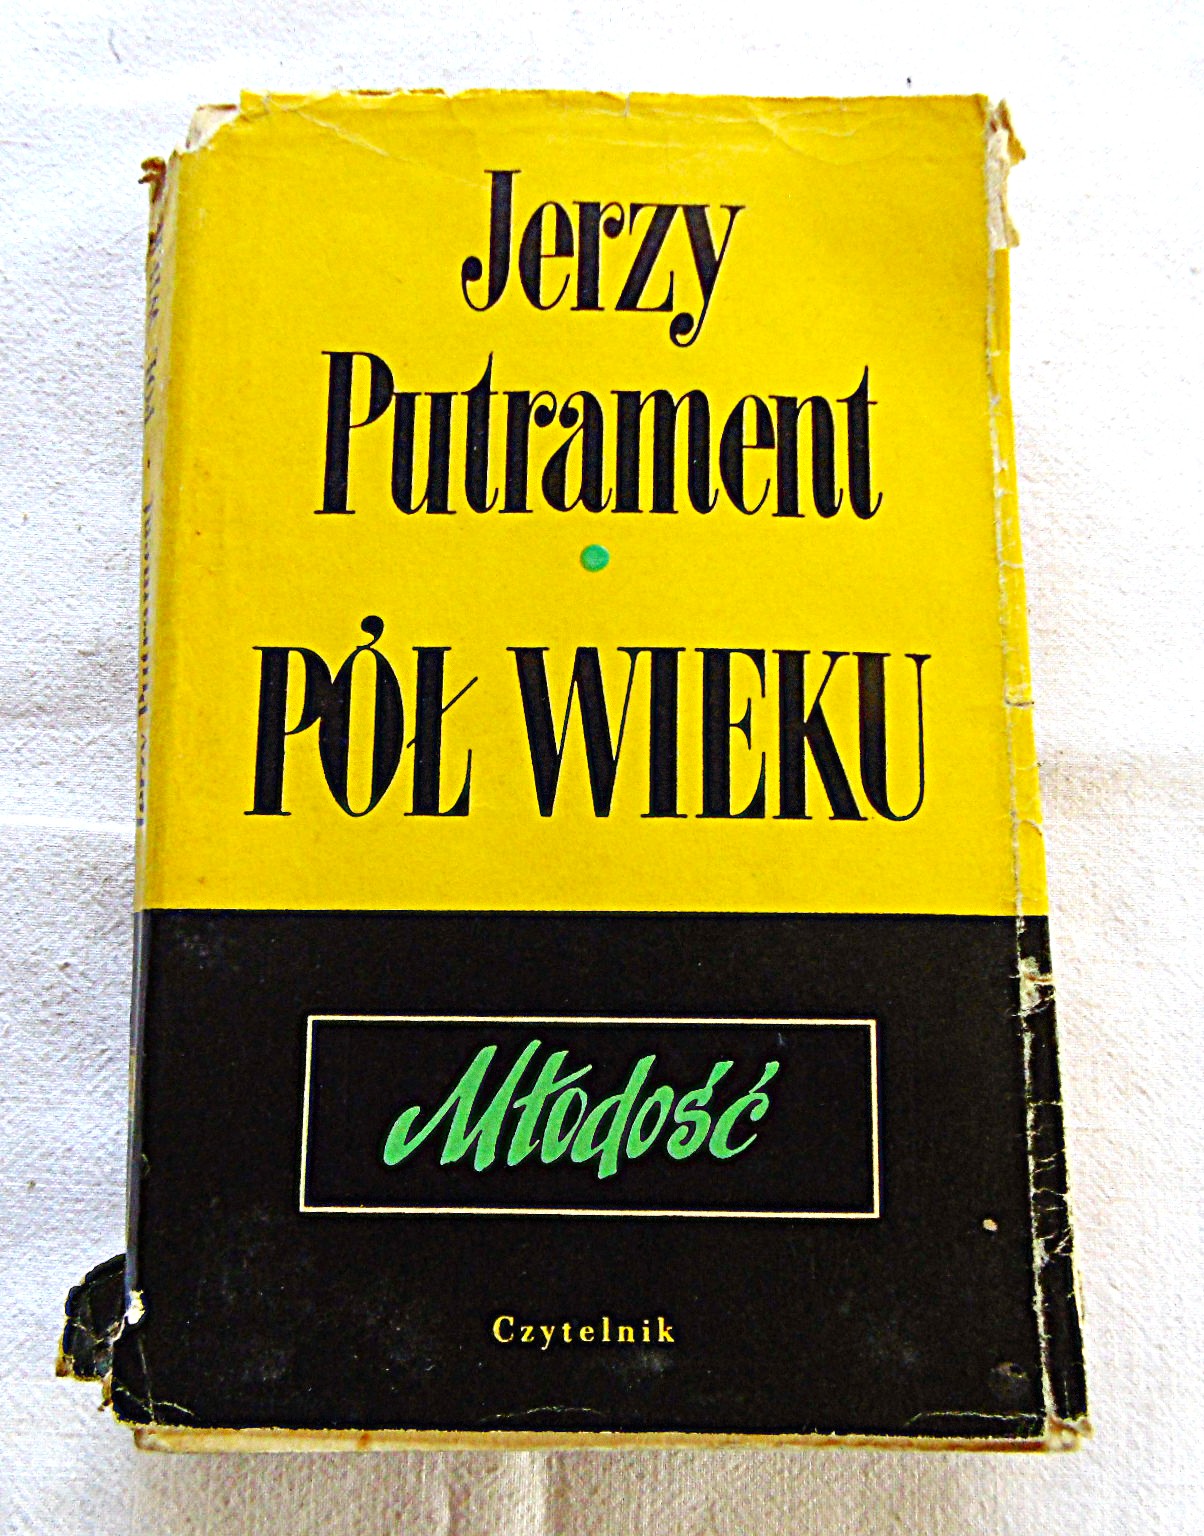 Jerzy
Putrament
PÓŁ WIEKU
Młodość
Czytelnik